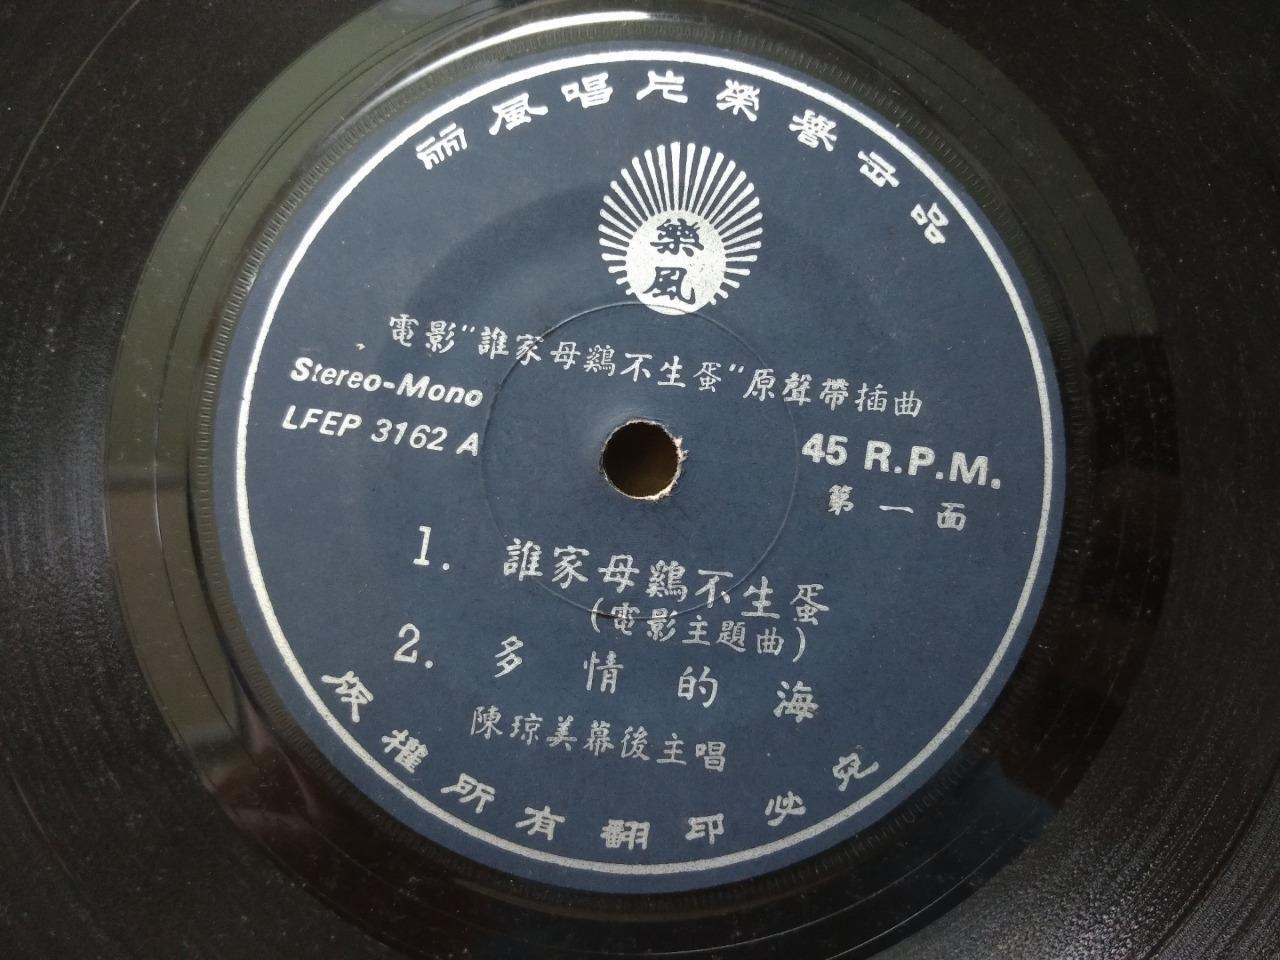 丽風唱片榮譽出品
樂風
電影"誰家母鷄不生蛋"原聲帶插曲
Stereo-Mono
LFEP 3162 A
45 R.P.M.
第一面
1. 誰家母鷄不生蛋
(電影主題曲)
2. 多情的海
陳琼美幕後主唱
版權所有翻印必究